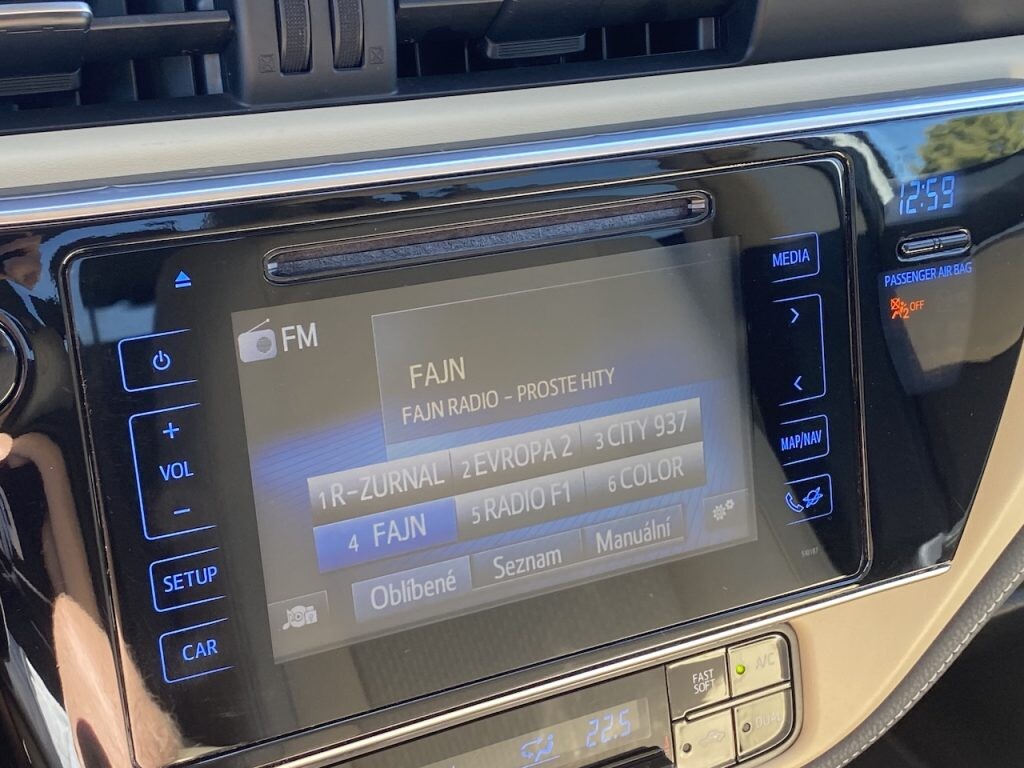 12:59
MEDIA
PASSENGER AIR BAG
2 OFF
FM
FAJN
FAJN RADIO - PROSTE HITY
VOL
MAP/NAV
1 R-ZURNAL 2 EVROPA 2 3 CITY 937
4 FAJN 5 RADIO F1 6 COLOR
Oblíbené Seznam Manuální
SETUP
CAR
FAST
SOFT
A/C
DUAL
22.5